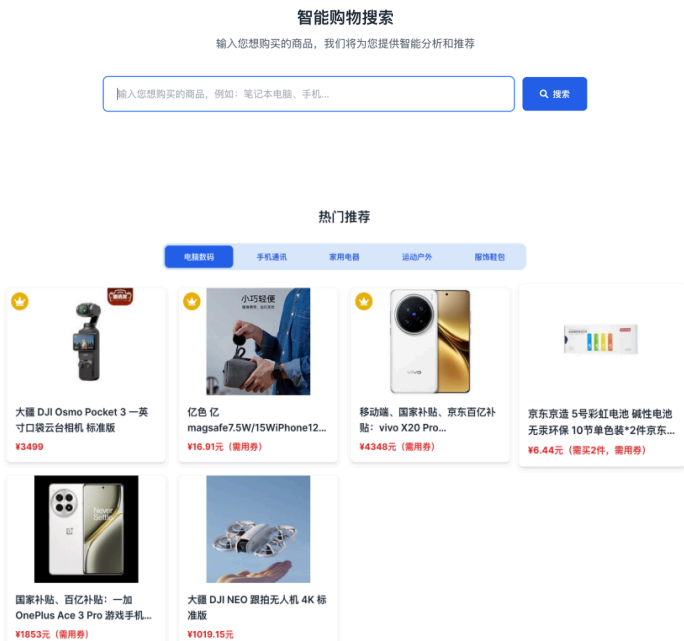 智能购物搜索
输入您想购买的商品，我们将为您提供智能分析和推荐
输入您想购买的商品，例如：笔记本电脑、手机...
搜索
热门推荐
电脑数码
手机通讯
家用电器
运动户外
服饰鞋包
小巧轻便
vivo
大疆 DJI Osmo Pocket 3 一英
寸口袋云台相机 标准版
¥3499
亿色 亿
magsafe7.5W/15WiPhone12...
¥16.91元（需用券）
移动端、国家补贴、京东百亿补
贴：vivo X20 Pro...
¥4348元（需用券）
京东京造 5号彩虹电池 碱性电池
无汞环保 10节单色装*2件京东...
¥6.44元（需买2件，需用券）
Never
Settle
国家补贴、百亿补贴：一加
OnePlus Ace 3 Pro 游戏手机...
¥1853元（需用券）
大疆 DJI NEO 跟拍无人机 4K 标
准版
¥1019.15元